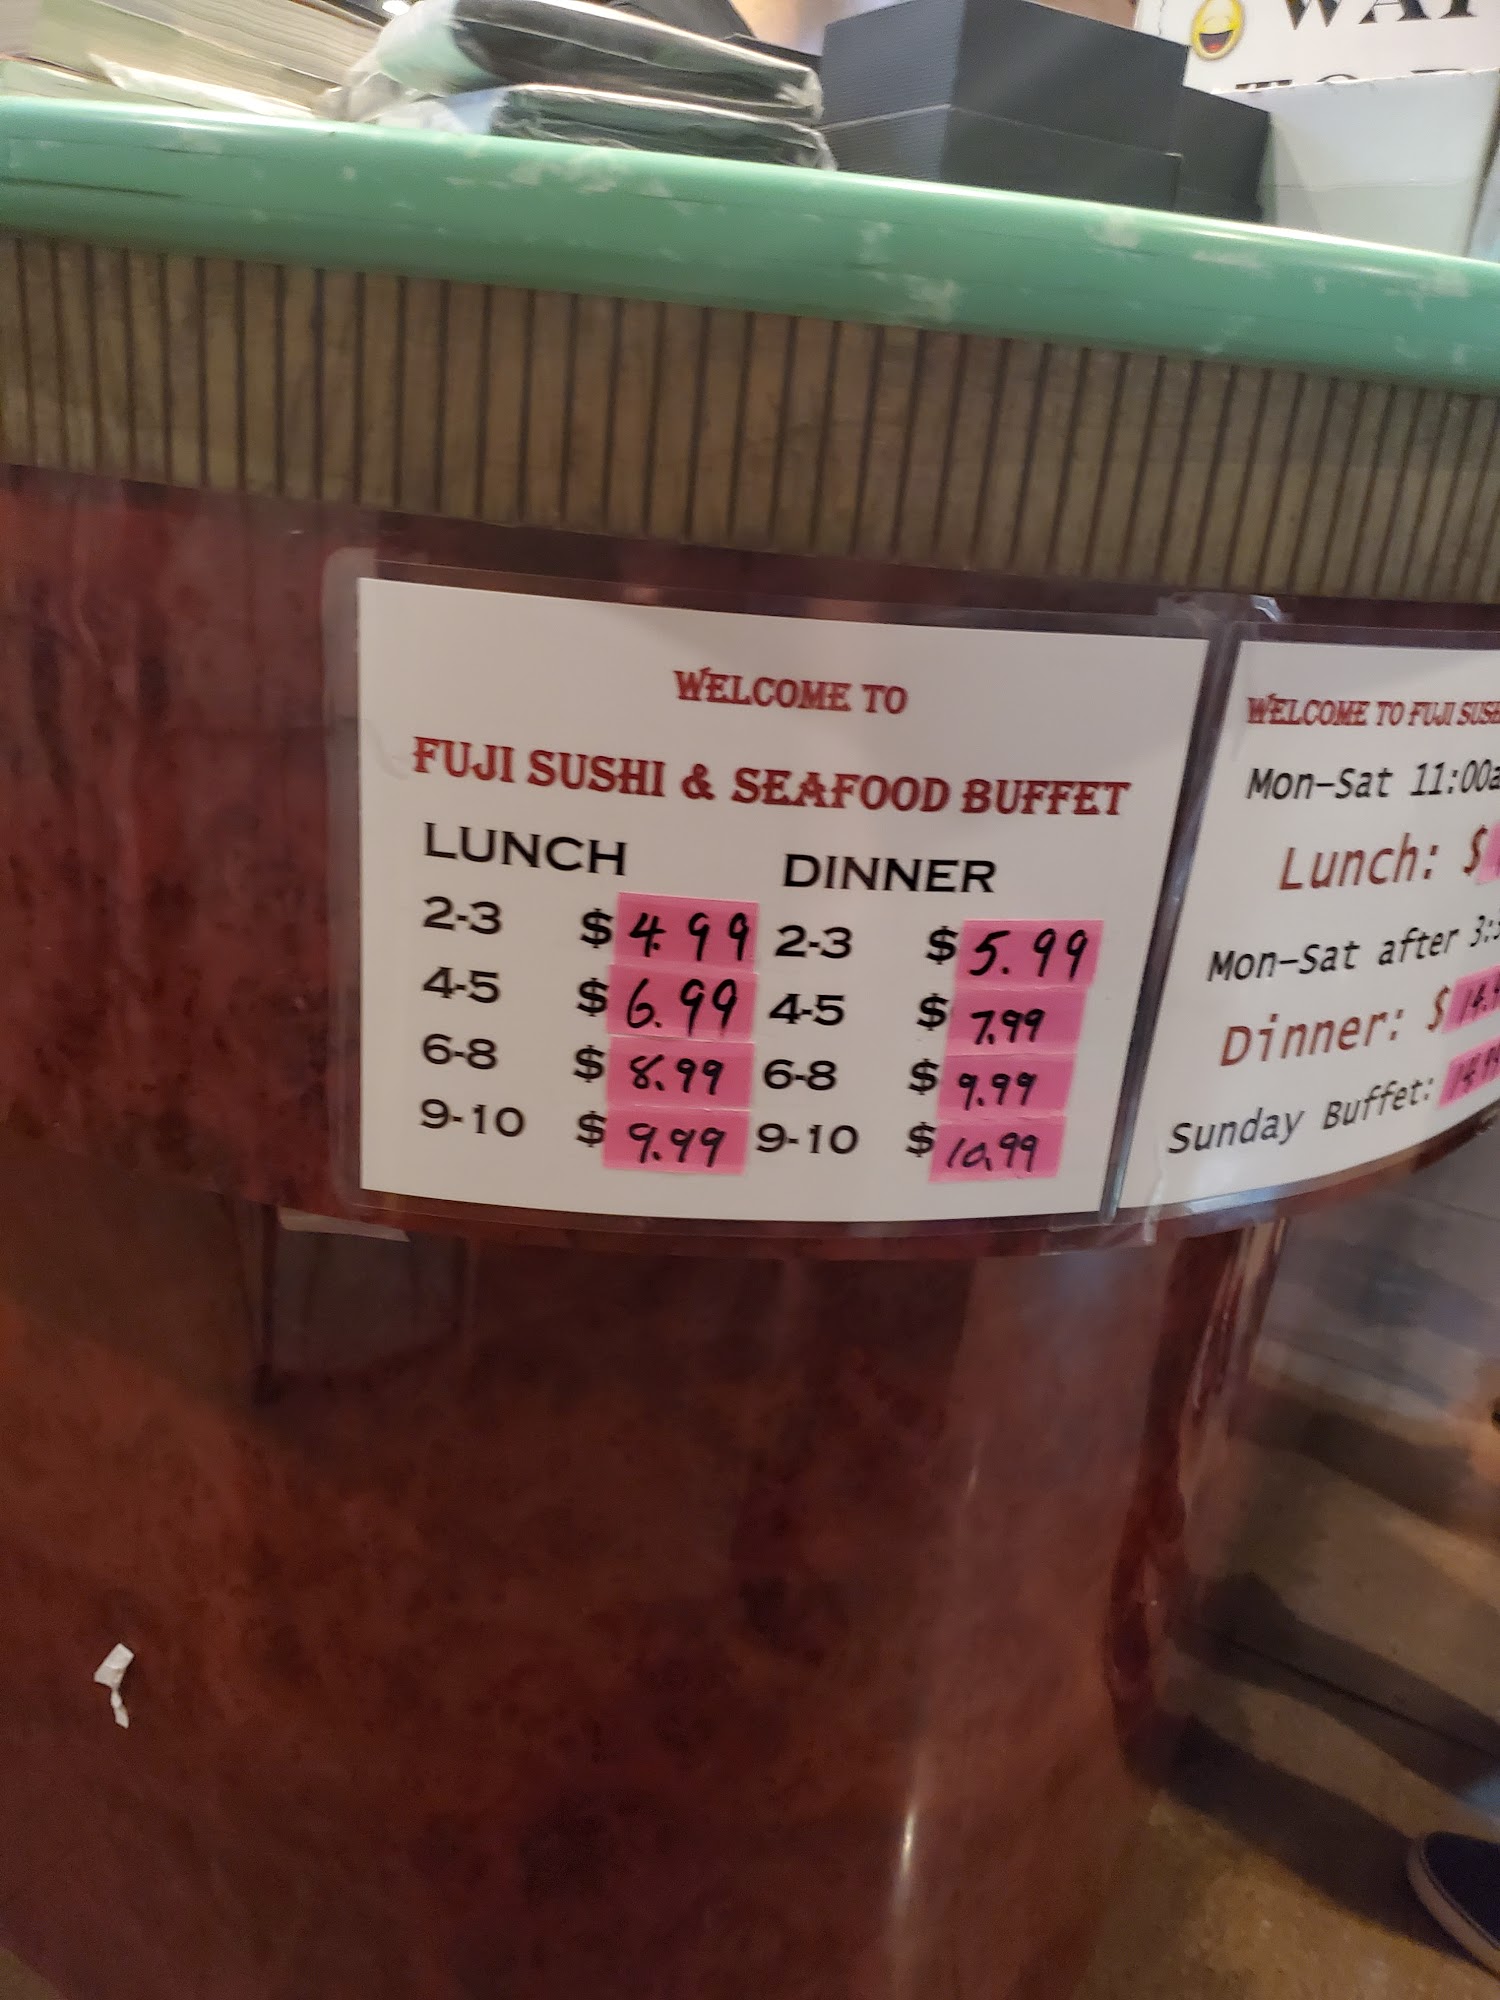 WELCOME TO
FUJI SUSHI & SEAFOOD BUFFET
LUNCH DINNER
2-3 $4.99 2-3 $5.99
4-5 $6.99 4-5 $7.99
6-8 $8.99 6-8 $9.99
9-10 $9.99 9-10 $10.99
WELCOME TO FUJI
Mon-Sat
Lunch: $
Mon-Sat after
Dinner: $
Sunday Buffet: